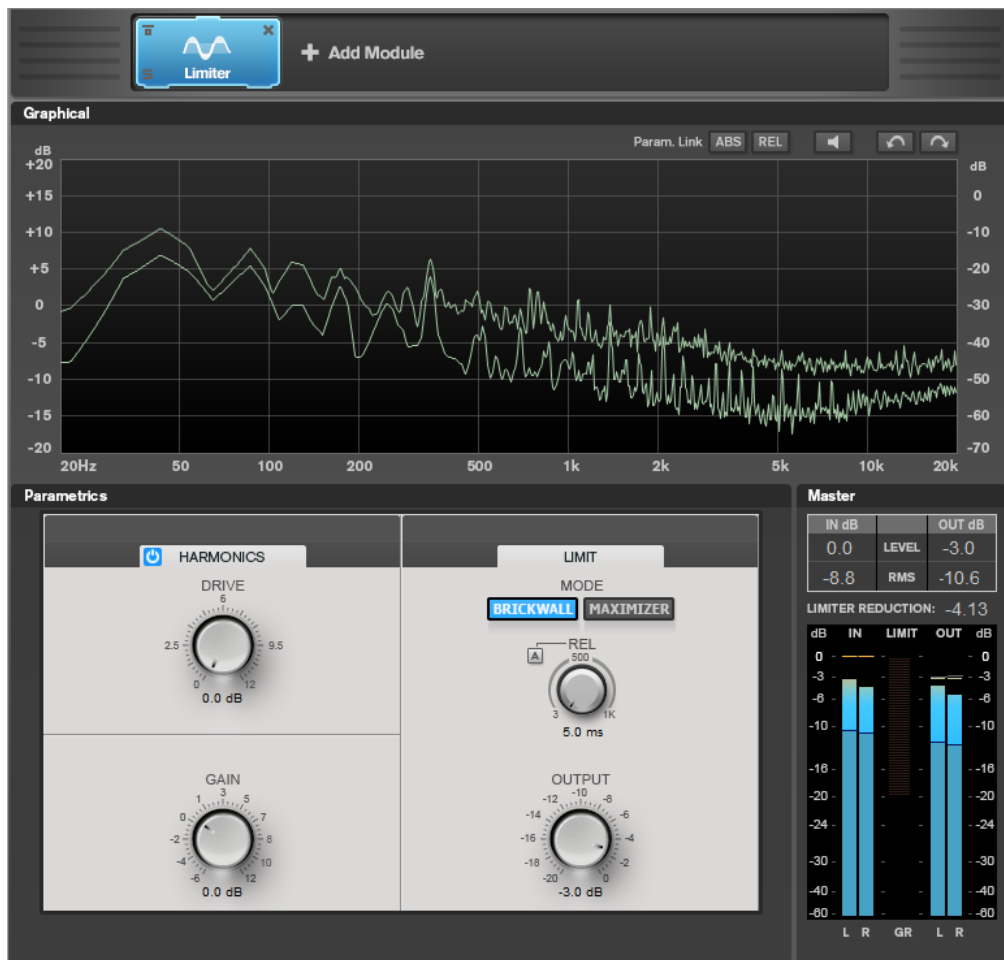 S
Limiter
+ Add Module
Graphical
Param. Link ABS REL
dB
+20
+15
+10
+5
0
-5
-10
-15
-20
dB
0
-10
-20
-30
-40
-50
-60
-70
20Hz 50 100 200 500 1k 2k 5k 10k 20k
Parametrics
HARMONICS
DRIVE
6
2.5 9.5
0 12
0.0 dB
GAIN
3
1 5
0 7
-2 8
-4 10
-6 12
0.0 dB
LIMIT
MODE
BRICKWALL MAXIMIZER
REL
A 500
3 1K
5.0 ms
OUTPUT
-10
-12 -8
-14 -6
-16 -4
-18 -2
-20 0
-3.0 dB
Master
IN dB OUT dB
0.0 LEVEL -3.0
-8.8 RMS -10.6
LIMITER REDUCTION: -4.13
dB IN LIMIT OUT dB
0 0
-3 -3
-6 -6
-10 -10
-16 -16
-20 -20
-24 -24
-30 -30
-40 -40
-60 -60
L R GR L R